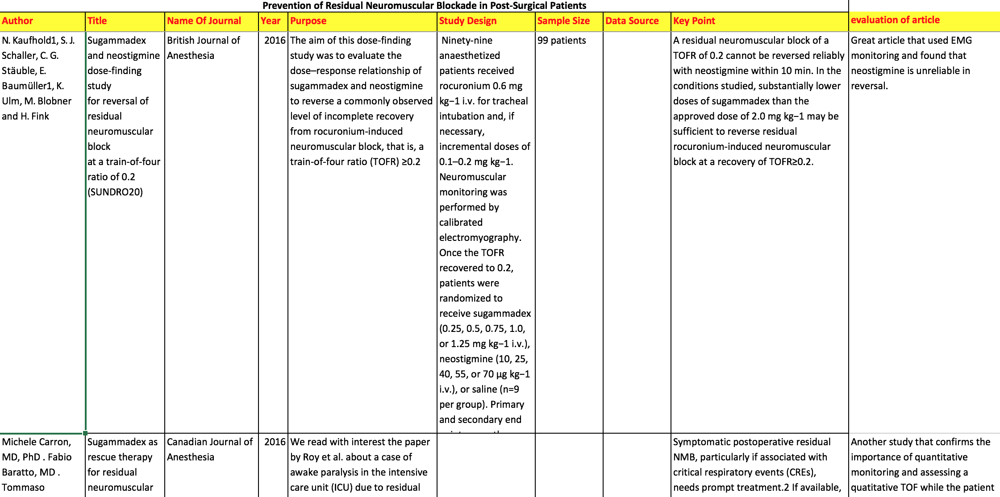 Prevention of Residual Neuromuscular Blockade in Post-Surgical Patients
Author
Title
Name Of Journal
Year
Purpose
Study Design
Sample Size
Data Source
Key Point
evaluation of article
N. Kaufhold1, S. J.
Schaller, C. G.
Stäuble, E.
Baumüller1, K.
Ulm, M. Blobner
and H. Fink
Sugammadex
and neostigmine
dose-finding
study
for reversal of
residual
neuromuscular
block
at a train-of-four
ratio of 0.2
(SUNDRO20)
British Journal of
Anesthesia
2016
The aim of this dose-finding
study was to evaluate the
dose–response relationship of
sugammadex and neostigmine
to reverse a commonly observed
level of incomplete recovery
from rocuronium-induced
neuromuscular block, that is, a
train-of-four ratio (TOFR) ≥0.2
Ninety-nine
anaesthetized
patients received
rocuronium 0.6 mg
kg−1 i.v. for tracheal
intubation and, if
necessary,
incremental doses of
0.1–0.2 mg kg−1.
Neuromuscular
monitoring was
performed by
calibrated
electromyography.
Once the TOFR
recovered to 0.2,
patients were
randomized to
receive sugammadex
(0.25, 0.5, 0.75, 1.0,
or 1.25 mg kg−1 i.v.),
neostigmine (10, 25,
40, 55, or 70 µg kg−1
i.v.), or saline (n=9
per group). Primary
and secondary end
99 patients
A residual neuromuscular block of a
TOFR of 0.2 cannot be reversed reliably
with neostigmine within 10 min. In the
conditions studied, substantially lower
doses of sugammadex than the
approved dose of 2.0 mg kg−1 may be
sufficient to reverse residual
rocuronium-induced neuromuscular
block at a recovery of TOFR≥0.2.
Great article that used EMG
monitoring and found that
neostigmine is unreliable in
reversal.
Michele Carron,
MD, PhD . Fabio
Baratto, MD .
Tommaso
Sugammadex as
rescue therapy
for residual
neuromuscular
Canadian Journal of
Anesthesia
2016
We read with interest the paper
by Roy et al. about a case of
awake paralysis in the intensive
care unit (ICU) due to residual
Symptomatic postoperative residual
NMB, particularly if associated with
critical respiratory events (CREs),
needs prompt treatment.2 If available,
Another study that confirms the
importance of quantitative
monitoring and assessing a
quantitative TOF while the patient